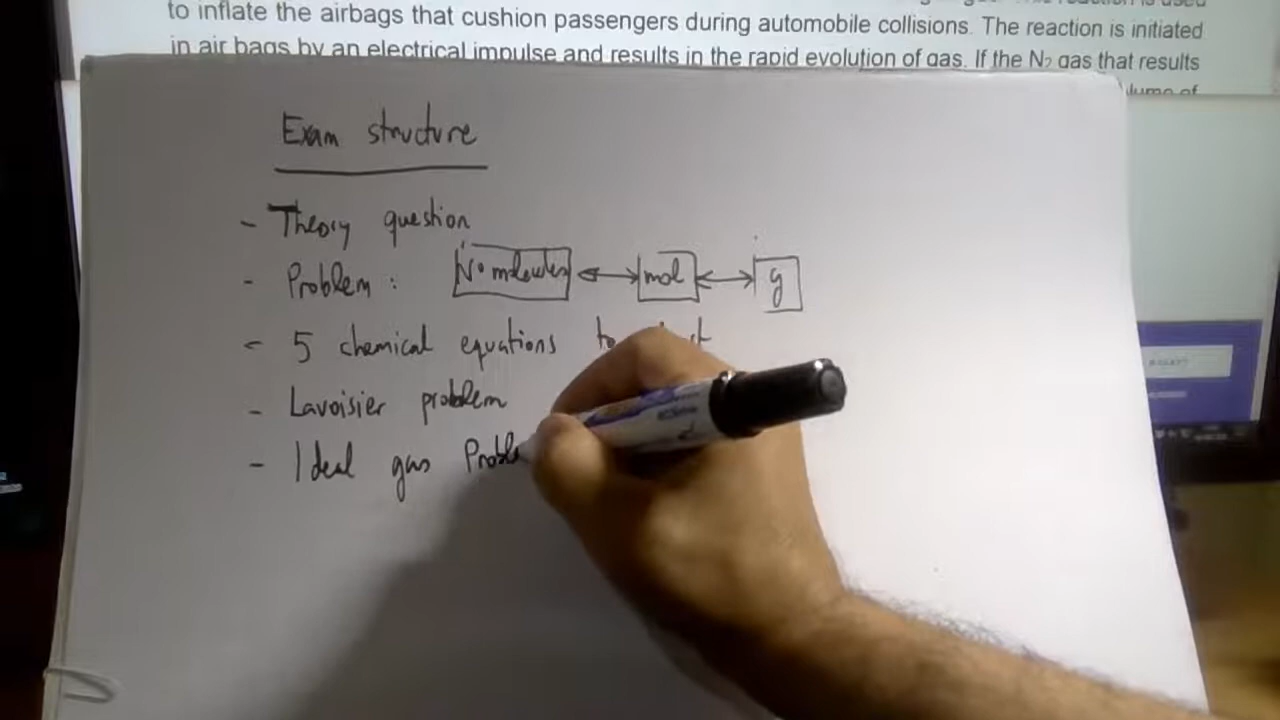 to inflate the airbags that cushion passengers during automobile collisions. The reaction is initiated
in air bags by an electrical impulse and results in the rapid evolution of gas. If the N₂ gas that results
Exam structure
- Theory question
- Problem : Nº molecules ↔ mol ↔ g
- 5 chemical equations to
- Lavoisier problem
- Ideal gas Proble